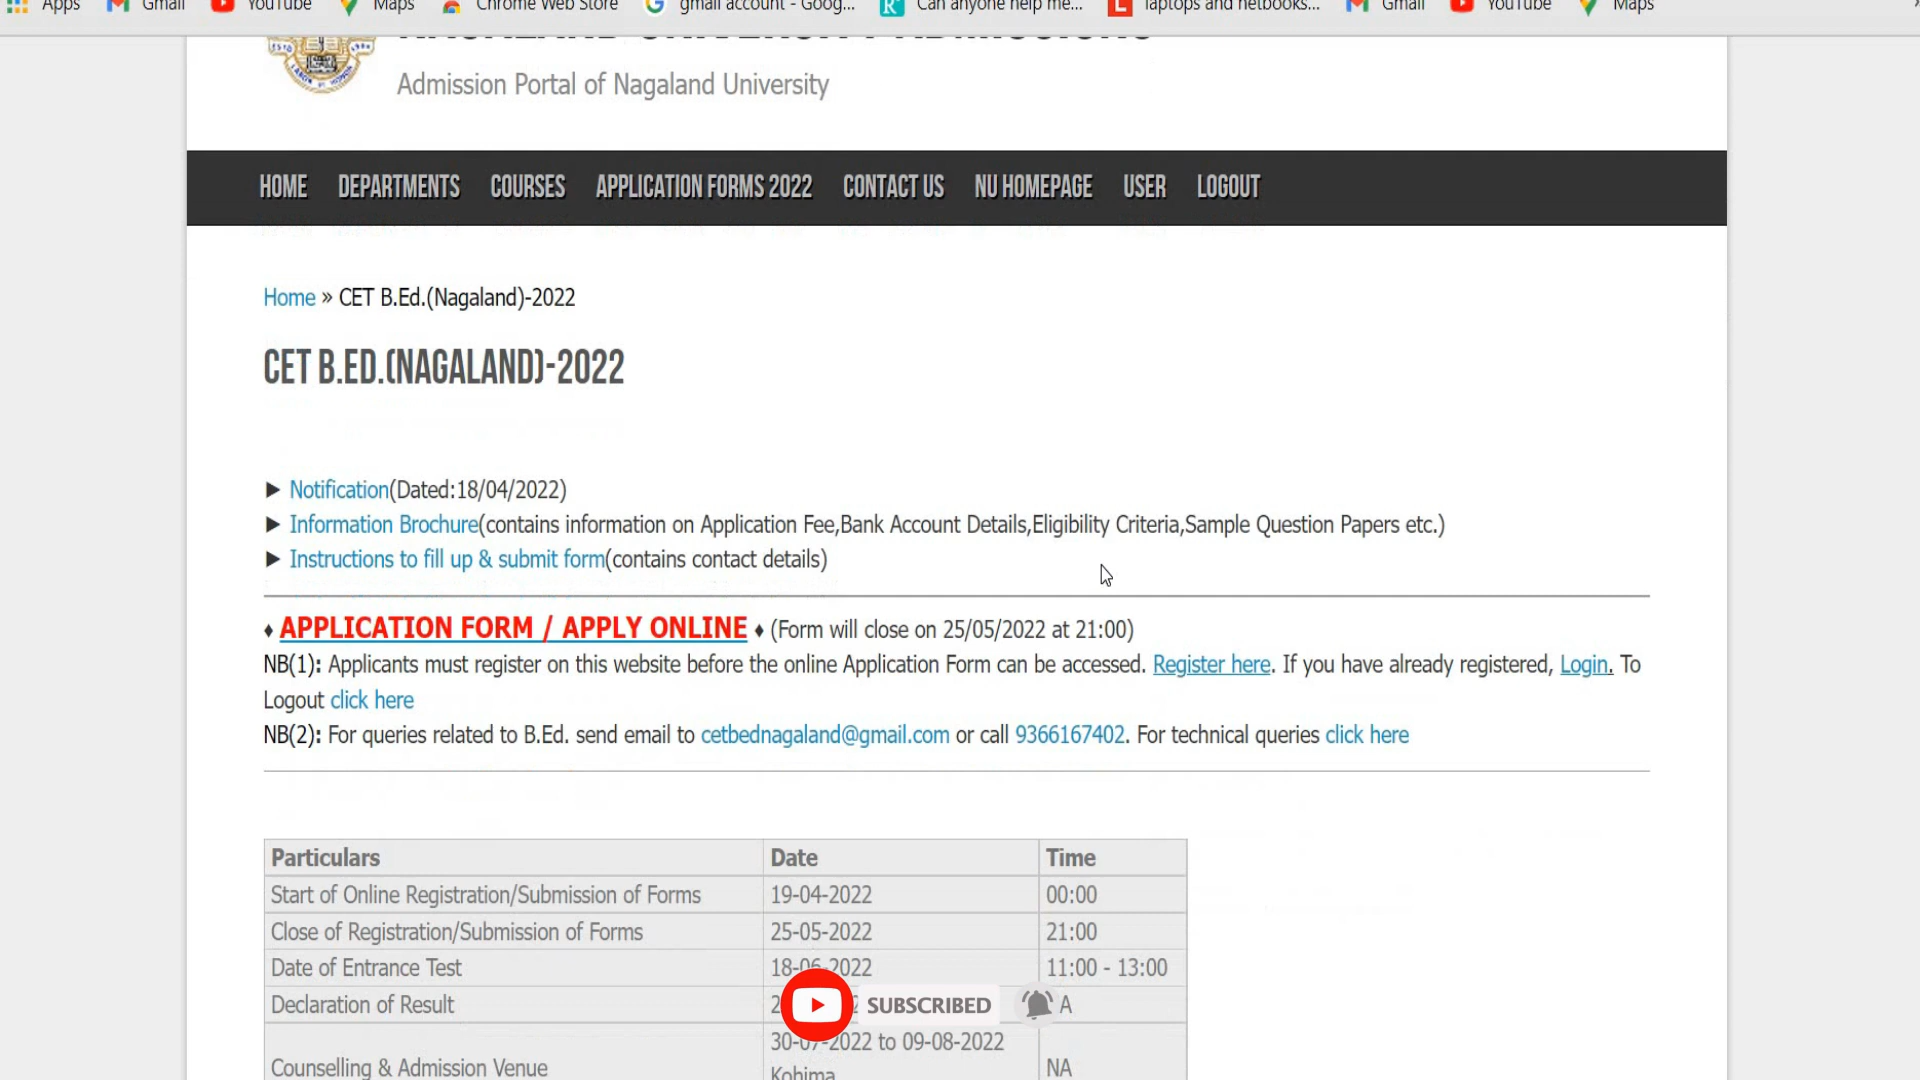 Apps Gmail YouTube Maps Chrome Web Store gmail account - Goog... Can anyone help me... laptops and netbooks... Gmail YouTube Maps
NAGALAND UNIVERSITY ADMISSIONS
Admission Portal of Nagaland University
HOME DEPARTMENTS COURSES APPLICATION FORMS 2022 CONTACT US NU HOMEPAGE USER LOGOUT
Home » CET B.Ed.(Nagaland)-2022
CET B.ED.(NAGALAND)-2022
► Notification(Dated:18/04/2022)
► Information Brochure(contains information on Application Fee,Bank Account Details,Eligibility Criteria,Sample Question Papers etc.)
► Instructions to fill up & submit form(contains contact details)
♦ APPLICATION FORM / APPLY ONLINE ♦ (Form will close on 25/05/2022 at 21:00)
NB(1): Applicants must register on this website before the online Application Form can be accessed. Register here. If you have already registered, Login. To
Logout click here
NB(2): For queries related to B.Ed. send email to cetbednagaland@gmail.com or call 9366167402. For technical queries click here
Particulars Date Time
Start of Online Registration/Submission of Forms 19-04-2022 00:00
Close of Registration/Submission of Forms 25-05-2022 21:00
Date of Entrance Test 18-06-2022 11:00 - 13:00
Declaration of Result
SUBSCRIBED
30-07-2022 to 09-08-2022
Counselling & Admission Venue Kohima NA